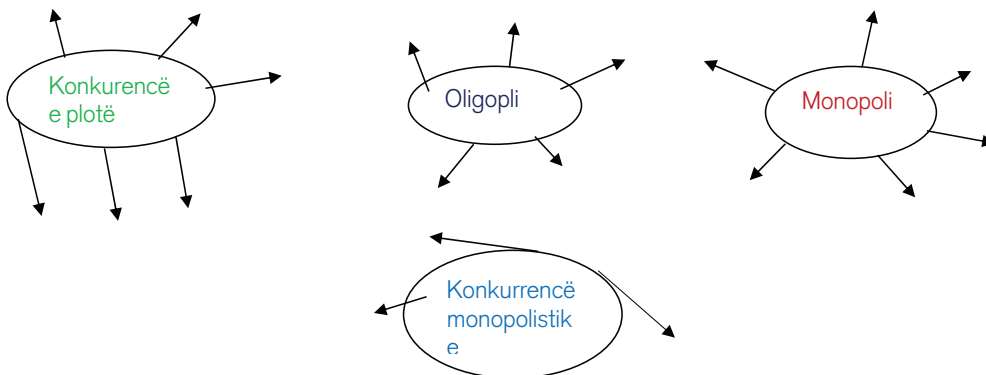 Konkurencë
e plotë
Oligopli
Monopoli
Konkurrencë
monopolistik
e